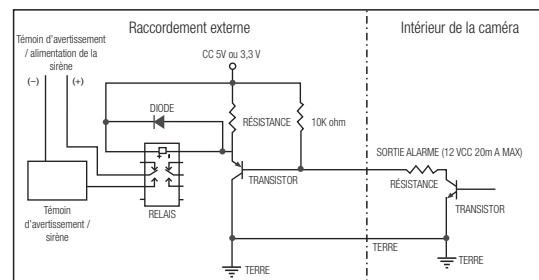 Raccordement externe
Intérieur de la caméra
Témoin d'avertissement
/ alimentation de la
sirène
(–)
(+)
CC 5V ou 3,3 V
DIODE
RÉSISTANCE
10K ohm
SORTIE ALARME (12 VCC 20m A MAX)
RÉSISTANCE
TRANSISTOR
TRANSISTOR
RELAIS
Témoin
d'avertissement /
sirène
TERRE
TERRE
TERRE